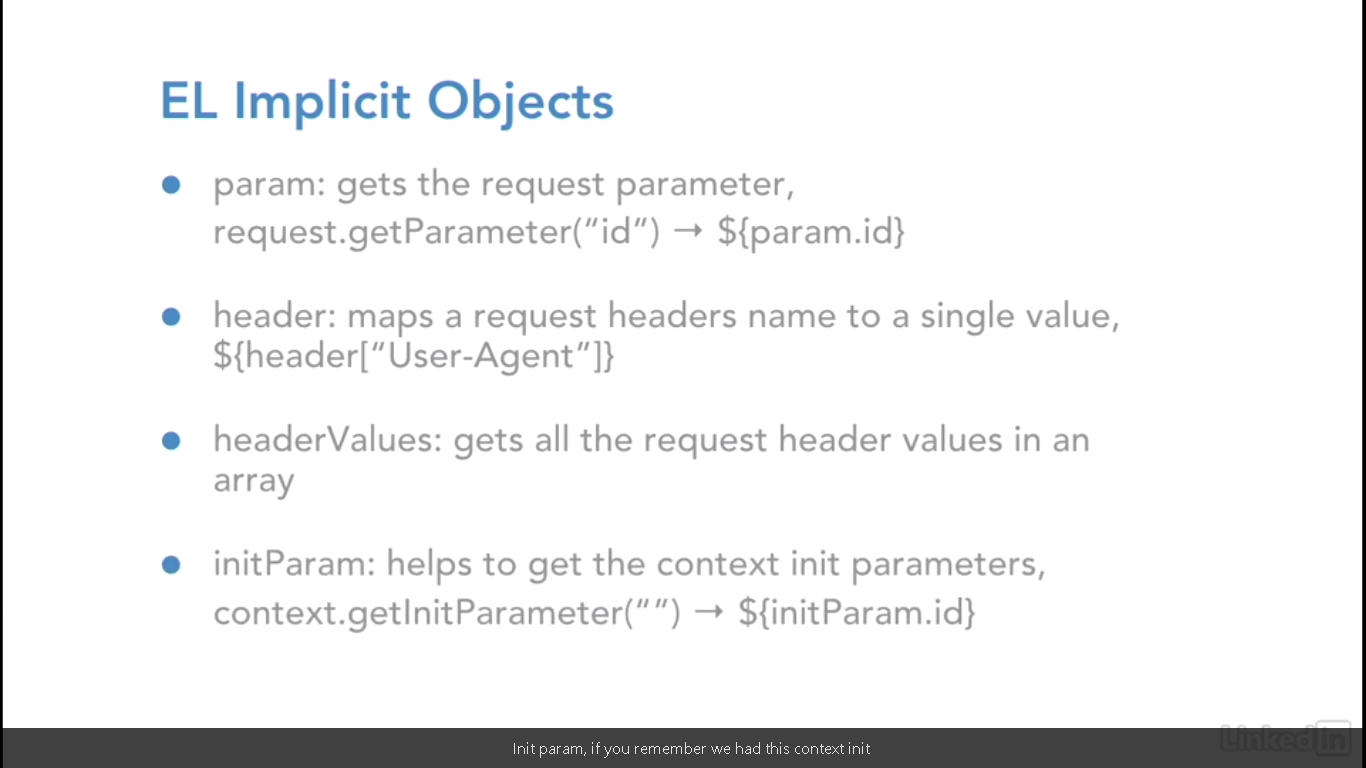 EL Implicit Objects
● param: gets the request parameter,
request.getParameter(“id”) → ${param.id}
● header: maps a request headers name to a single value,
${header[“User-Agent”]}
● headerValues: gets all the request header values in an
array
● initParam: helps to get the context init parameters,
context.getInitParameter(“”) → ${initParam.id}
Linked in
Init param, if you remember we had this context init